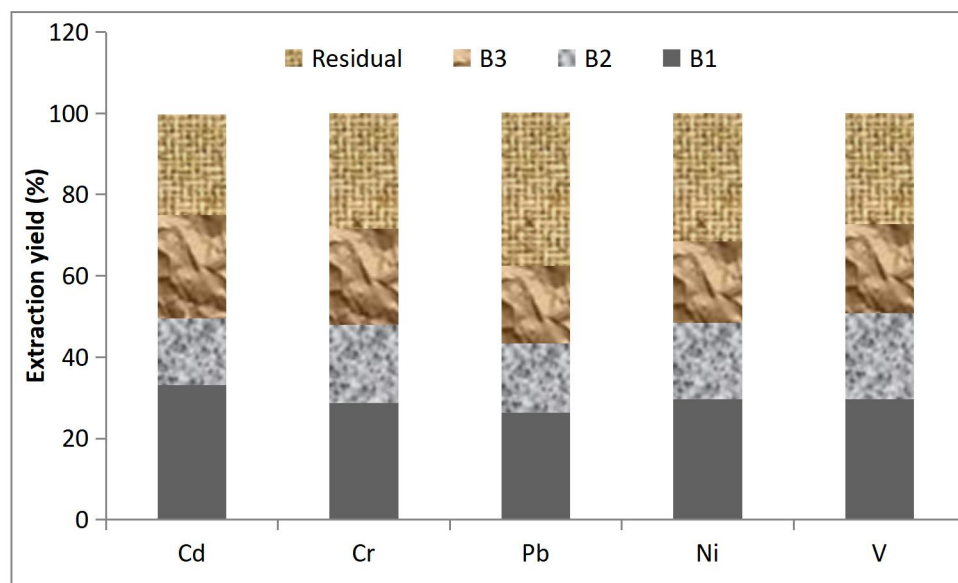 120
Residual B3 B2 B1
100
80
60
40
20
0
Extraction yield (%)
Cd Cr Pb Ni V